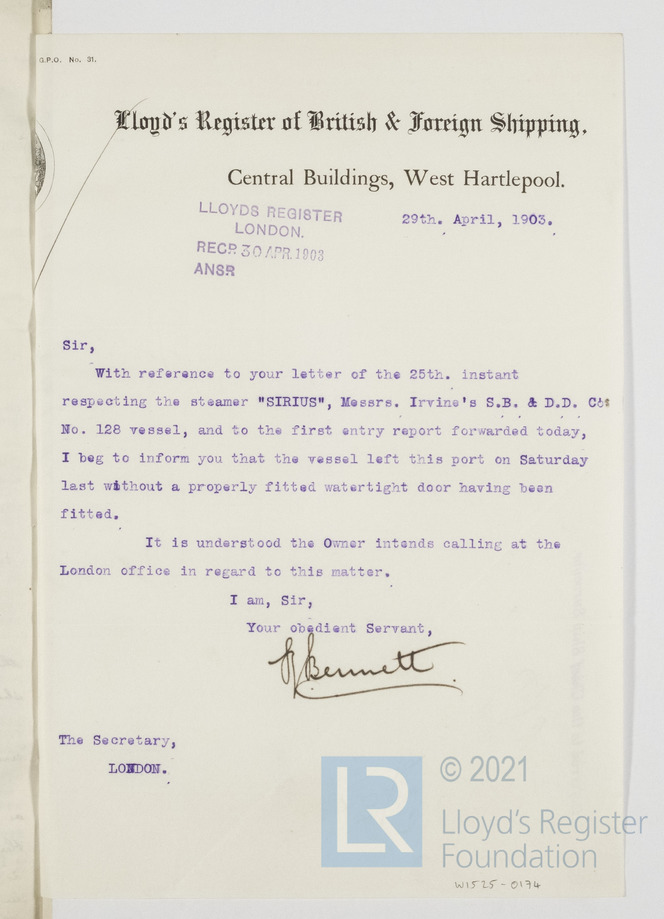 G.P.O. No. 31.
Lloyd's Register of British & Foreign Shipping,
Central Buildings, West Hartlepool.
LLOYDS REGISTER
LONDON.
RECD. 30 APR. 1903
ANSR
29th. April, 1903.
Sir,
With reference to your letter of the 25th. instant
respecting the steamer "SIRIUS", Messrs. Irvine's S.B. & D.D. Cos
No. 128 vessel, and to the first entry report forwarded today,
I beg to inform you that the vessel left this port on Saturday
last without a properly fitted watertight door having been
fitted.
It is understood the Owner intends calling at the
London office in regard to this matter.
I am, Sir,
Your obedient Servant,
Bennett
The Secretary,
LONDON.
LR
© 2021
Lloyd's Register
Foundation
W1525-0174